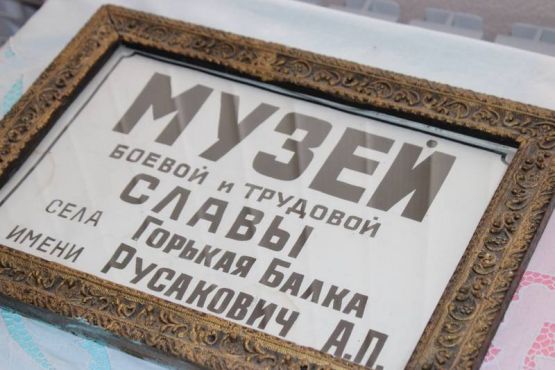 МУЗЕЙ
БОЕВОЙ И ТРУДОВОЙ
СЛАВЫ
СЕЛА ГОРЬКАЯ БАЛКА
ИМЕНИ РУСАКОВИЧ А.П.